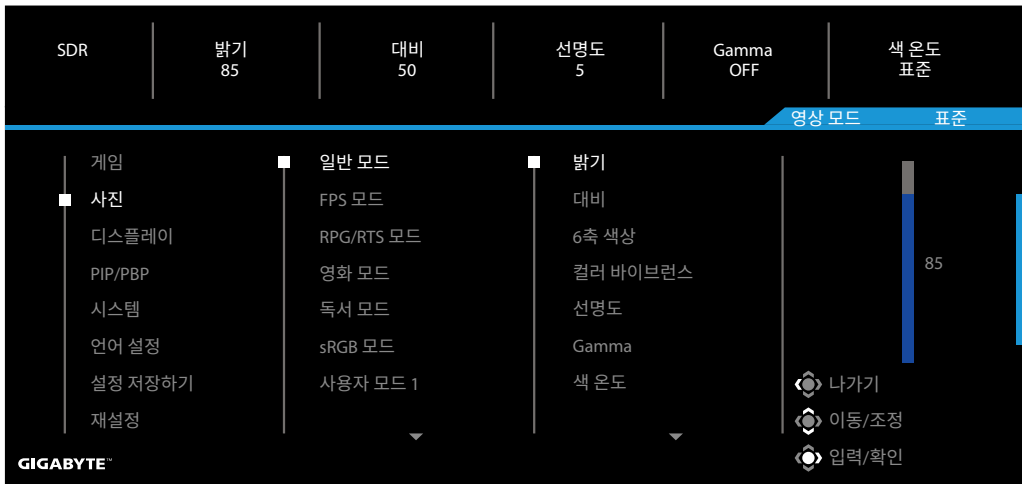 SDR
밝기
85
대비
50
선명도
5
Gamma
OFF
색 온도
표준
영상 모드 표준
게임
사진
디스플레이
PIP/PBP
시스템
언어 설정
설정 저장하기
재설정
일반 모드
FPS 모드
RPG/RTS 모드
영화 모드
독서 모드
sRGB 모드
사용자 모드 1
밝기
대비
6축 색상
컬러 바이브런스
선명도
Gamma
색 온도
85
나가기
이동/조정
입력/확인
GIGABYTE™